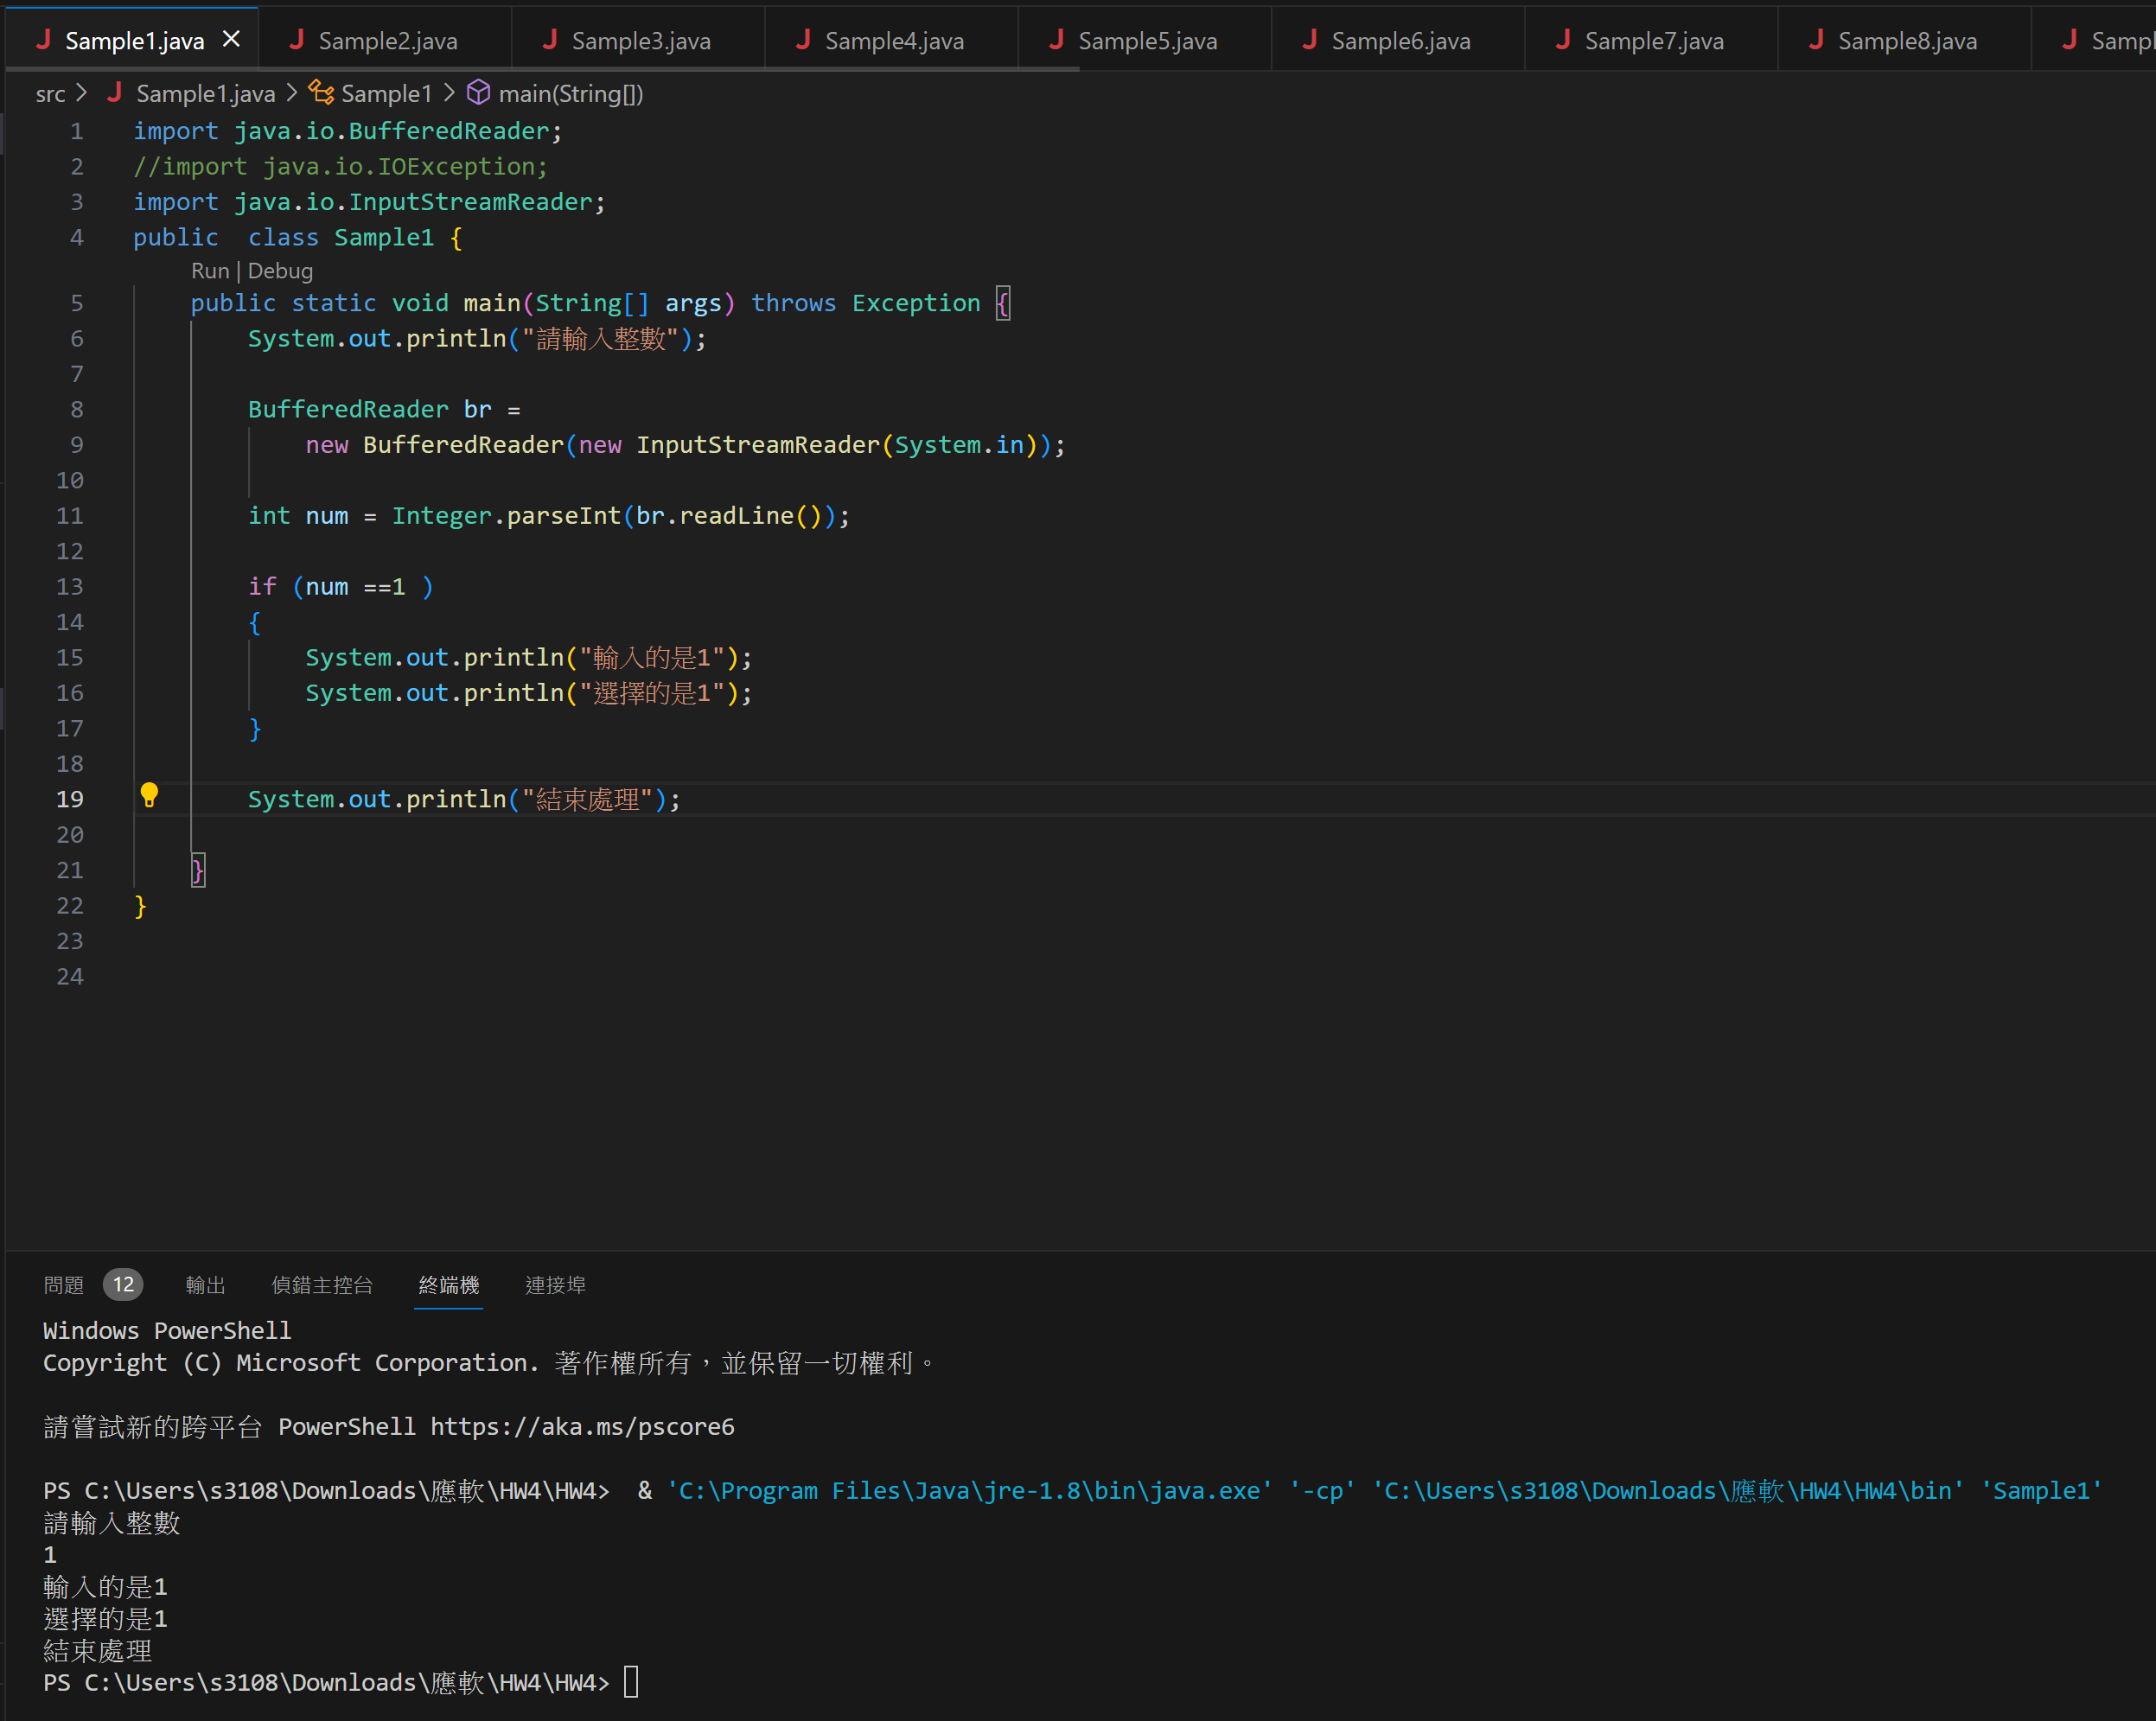 Sample1.java Sample2.java Sample3.java Sample4.java Sample5.java Sample6.java Sample7.java Sample8.java
src > Sample1.java > Sample1 > main(String[])
1 import java.io.BufferedReader;
2 //import java.io.IOException;
3 import java.io.InputStreamReader;
4 public  class Sample1 {
Run | Debug
5     public static void main(String[] args) throws Exception {
6         System.out.println("請輸入整數");
7
8         BufferedReader br =
9             new BufferedReader(new InputStreamReader(System.in));
10
11         int num = Integer.parseInt(br.readLine());
12
13         if (num ==1 )
14         {
15             System.out.println("輸入的是1");
16             System.out.println("選擇的是1");
17         }
18
19         System.out.println("結束處理");
20
21     }
22 }
23
24
問題 12 輸出 偵錯主控台 終端機 連接埠
Windows PowerShell
Copyright (C) Microsoft Corporation. 著作權所有，並保留一切權利。
請嘗試新的跨平台 PowerShell https://aka.ms/pscore6
PS C:\Users\s3108\Downloads\應軟\HW4\HW4>  & 'C:\Program Files\Java\jre-1.8\bin\java.exe' '-cp' 'C:\Users\s3108\Downloads\應軟\HW4\HW4\bin' 'Sample1'
請輸入整數
1
輸入的是1
選擇的是1
結束處理
PS C:\Users\s3108\Downloads\應軟\HW4\HW4>